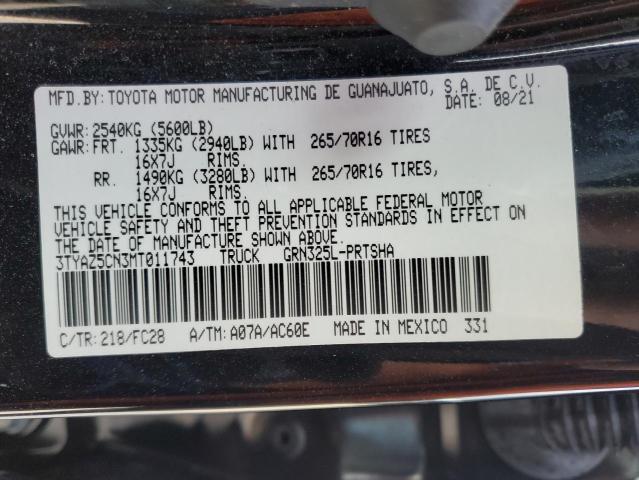 MFD.BY:TOYOTA MOTOR MANUFACTURING DE GUANAJUATO, S.A. DE C.V.
DATE: 08/21
GVWR:2540KG (5600LB)
GAWR:FRT. 1335KG (2940LB) WITH 265/70R16 TIRES
16X7J RIMS.
RR. 1490KG (3280LB) WITH 265/70R16 TIRES,
16X7J RIMS.
THIS VEHICLE CONFORMS TO ALL APPLICABLE FEDERAL MOTOR
VEHICLE SAFETY AND THEFT PREVENTION STANDARDS IN EFFECT ON
THE DATE OF MANUFACTURE SHOWN ABOVE.
3TYAZ5CN3MT011743 TRUCK GRN325L-PRTSHA
C/TR:218/FC28 A/TM:A07A/AC60E MADE IN MEXICO 331